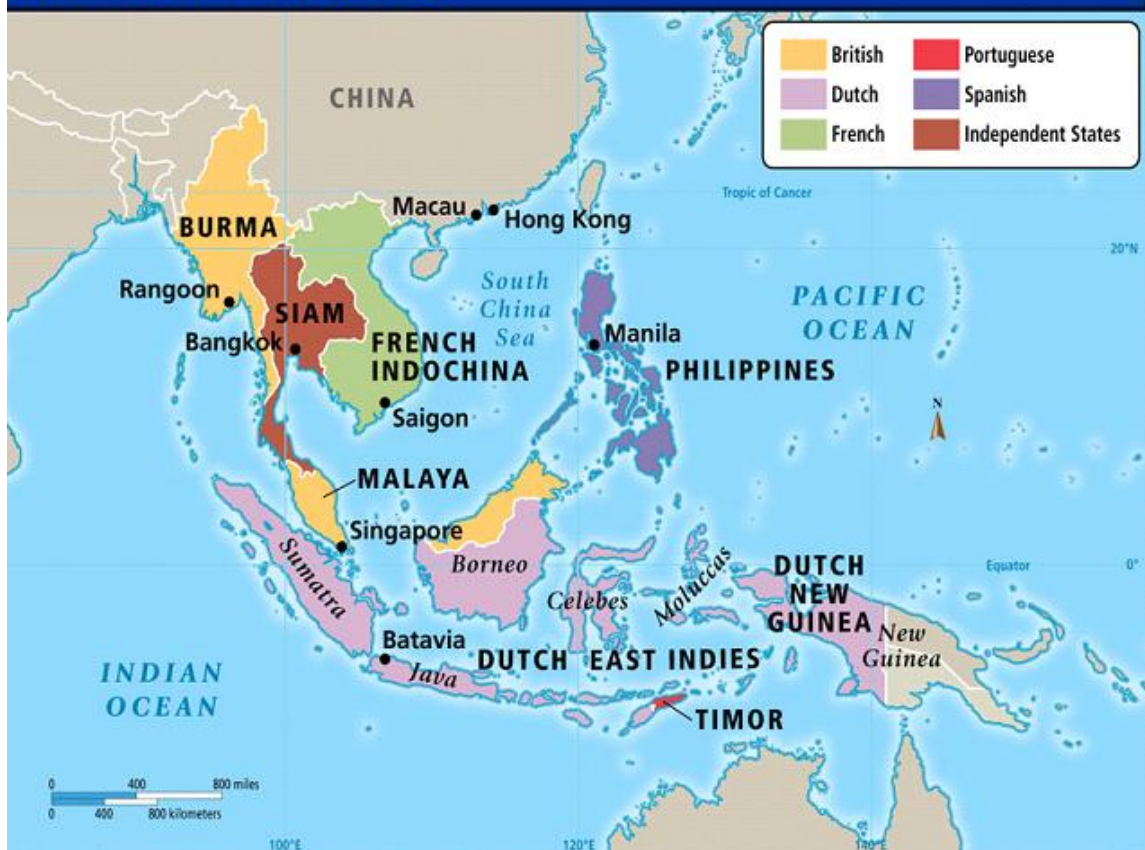 British
Portuguese
Dutch
Spanish
French
Independent States
CHINA
Tropic of Cancer
Macau
Hong Kong
BURMA
20°N
Rangoon
South
China
Sea
PACIFIC
OCEAN
SIAM
Bangkok
FRENCH
INDOCHINA
Manila
PHILIPPINES
N
Saigon
MALAYA
Singapore
Sumatra
Borneo
Celebes
Moluccas
DUTCH
NEW
GUINEA
Equator
0°
New
Guinea
Batavia
Java
DUTCH EAST INDIES
INDIAN
OCEAN
TIMOR
0 400 800 miles
0 400 800 kilometers
100°E
120°E
140°E